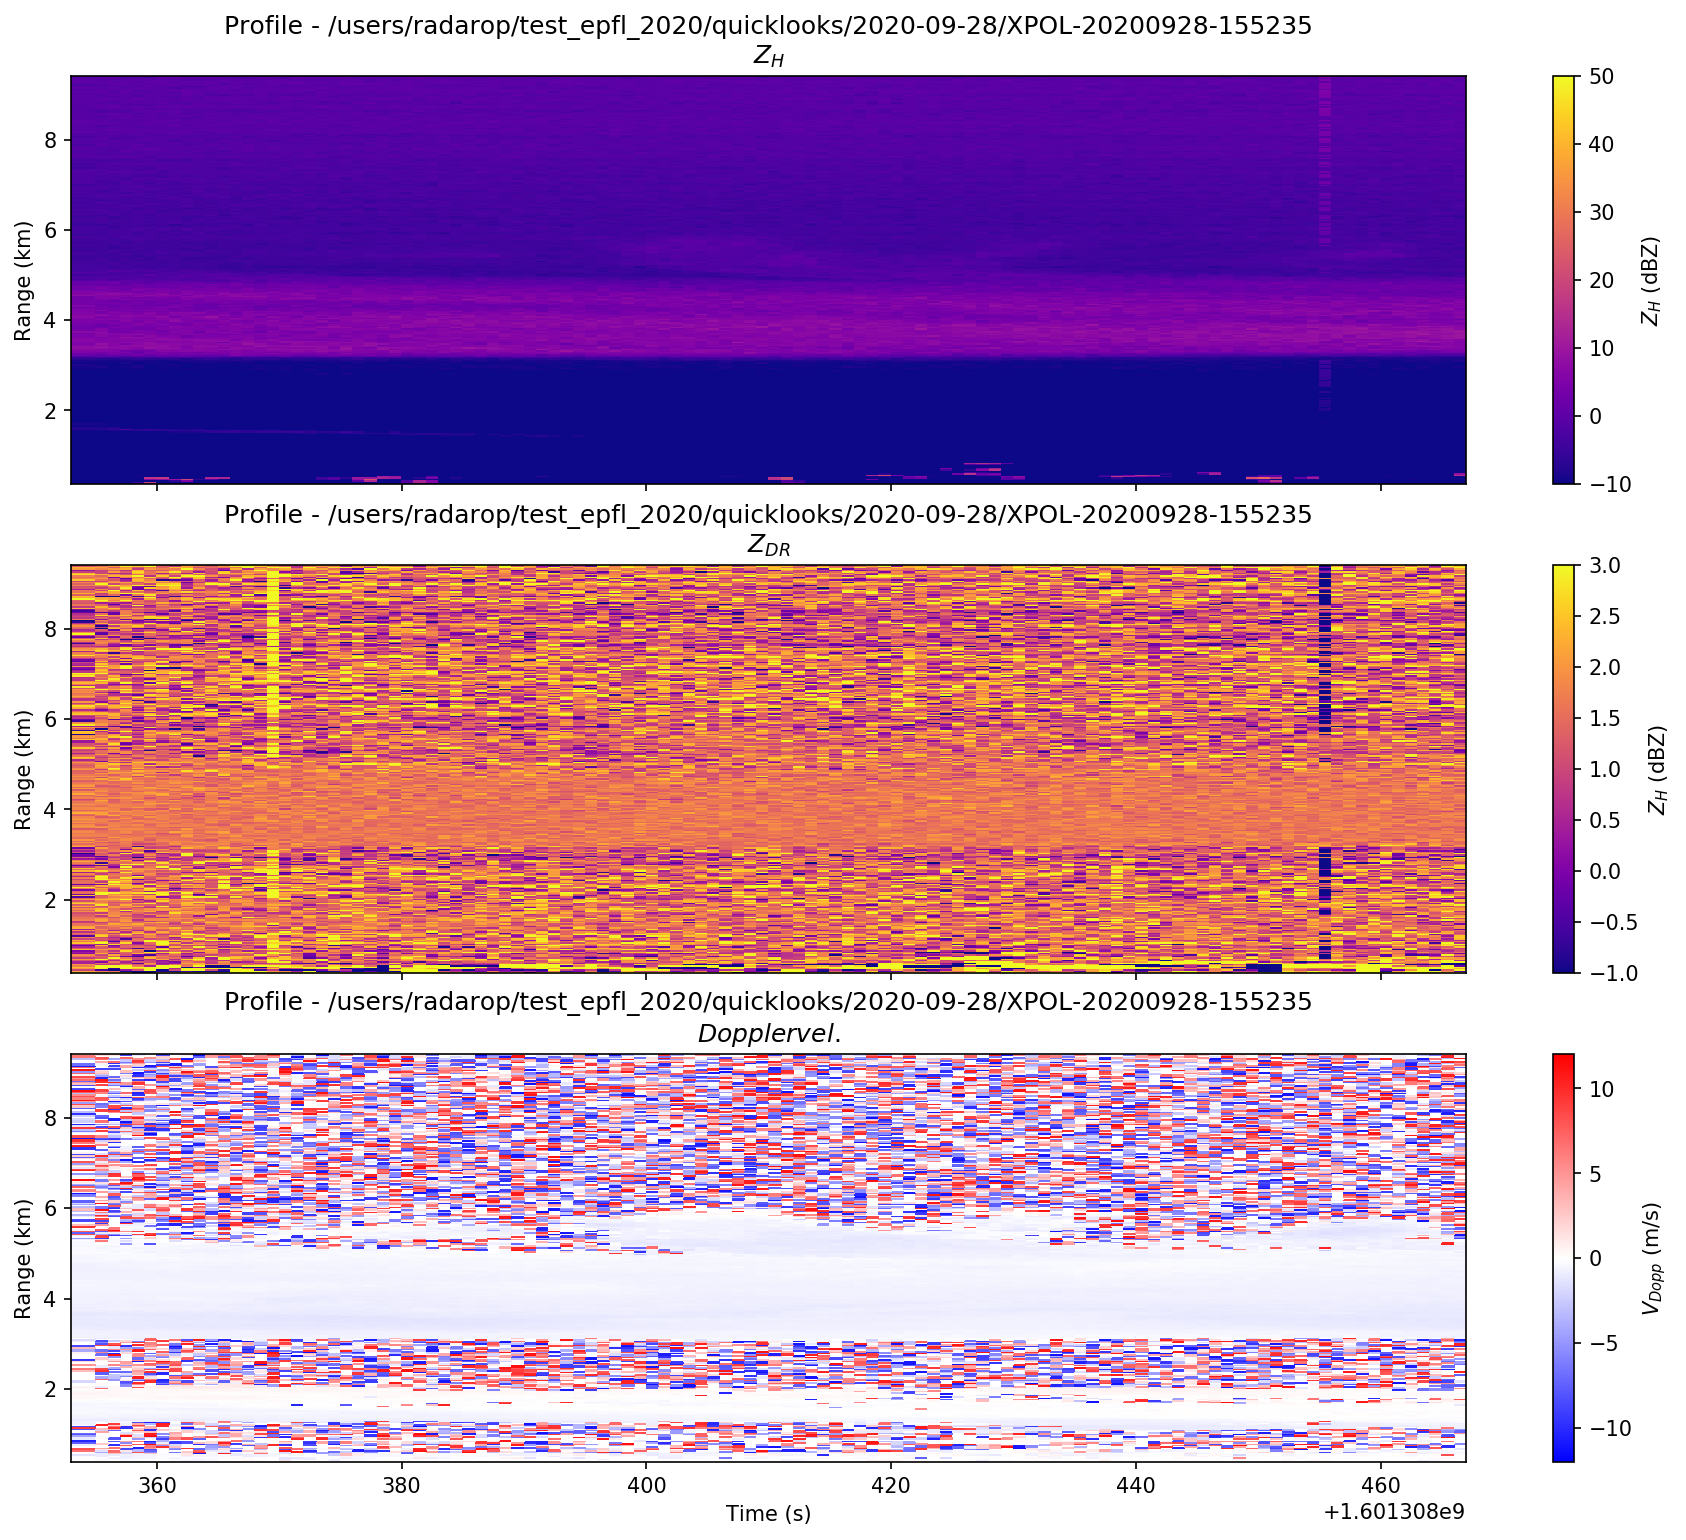 Profile - /users/radarop/test_epfl_2020/quicklooks/2020-09-28/XPOL-20200928-155235
Z_H
Range (km)
8
6
4
2
50
40
30
20
10
0
−10
Z_H (dBZ)
Profile - /users/radarop/test_epfl_2020/quicklooks/2020-09-28/XPOL-20200928-155235
Z_DR
Range (km)
8
6
4
2
3.0
2.5
2.0
1.5
1.0
0.5
0.0
−0.5
−1.0
Z_H (dBZ)
Profile - /users/radarop/test_epfl_2020/quicklooks/2020-09-28/XPOL-20200928-155235
Dopplervel.
Range (km)
8
6
4
2
10
5
0
−5
−10
V_Dopp (m/s)
360 380 400 420 440 460
Time (s)
+1.601308e9